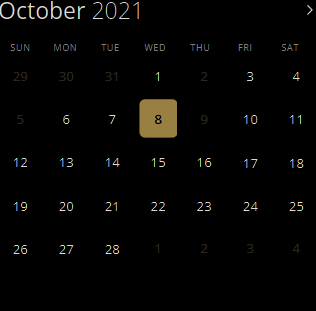 October 2021
SUN MON TUE WED THU FRI SAT
29 30 31 1 2 3 4
5 6 7 8 9 10 11
12 13 14 15 16 17 18
19 20 21 22 23 24 25
26 27 28 1 2 3 4